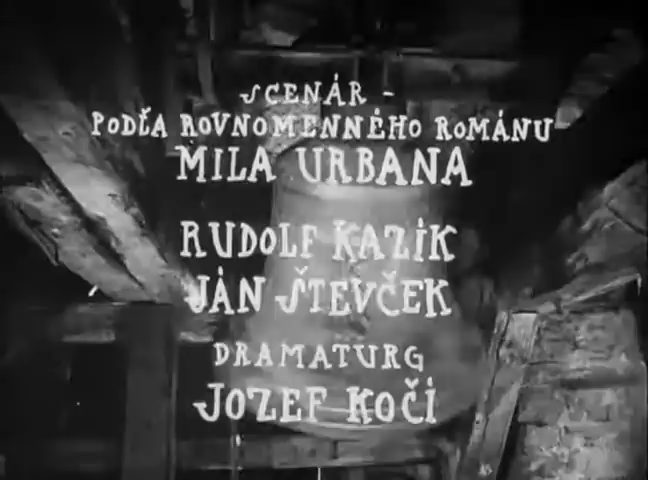 SCENÁR -
PODĽA ROVNOMENNÉHO ROMÁNU
MILA URBANA
RUDOLF KAZÍK
JÁN ŠTEVČEK
DRAMATURG
JOZEF KOČÍ